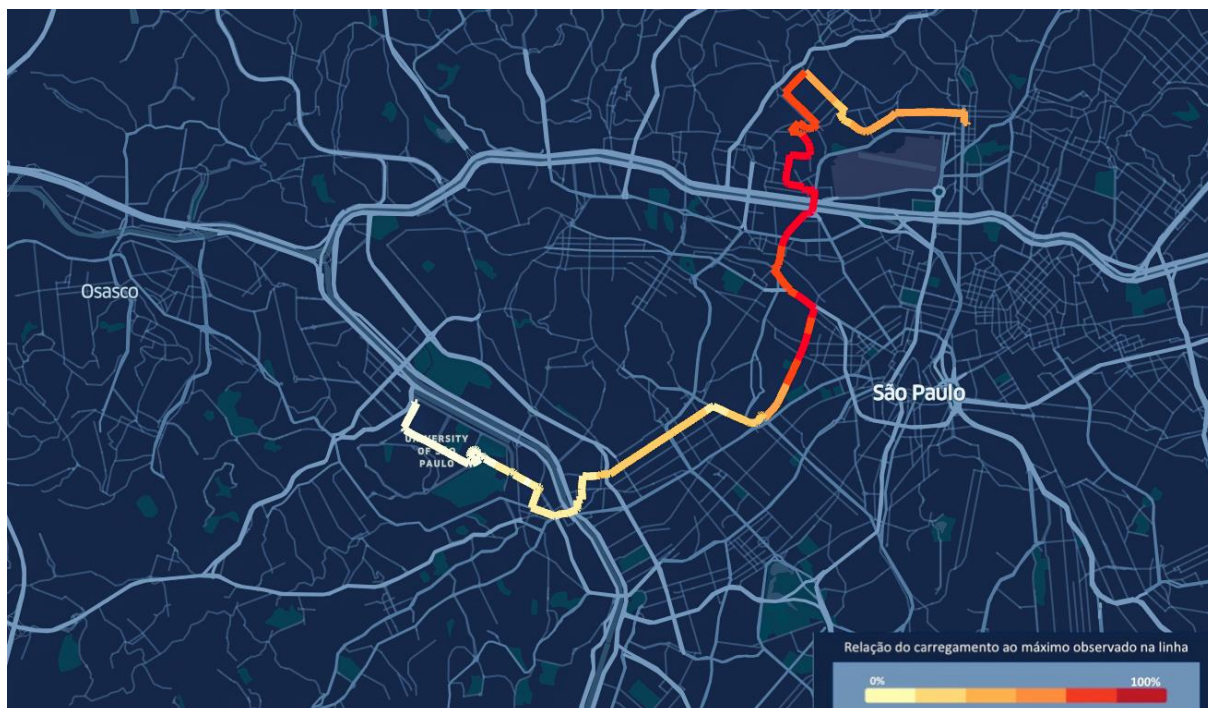 Osasco
São Paulo
UNIVERSITY
OF SÃO
PAULO
Relação do carregamento ao máximo observado na linha
0%
100%